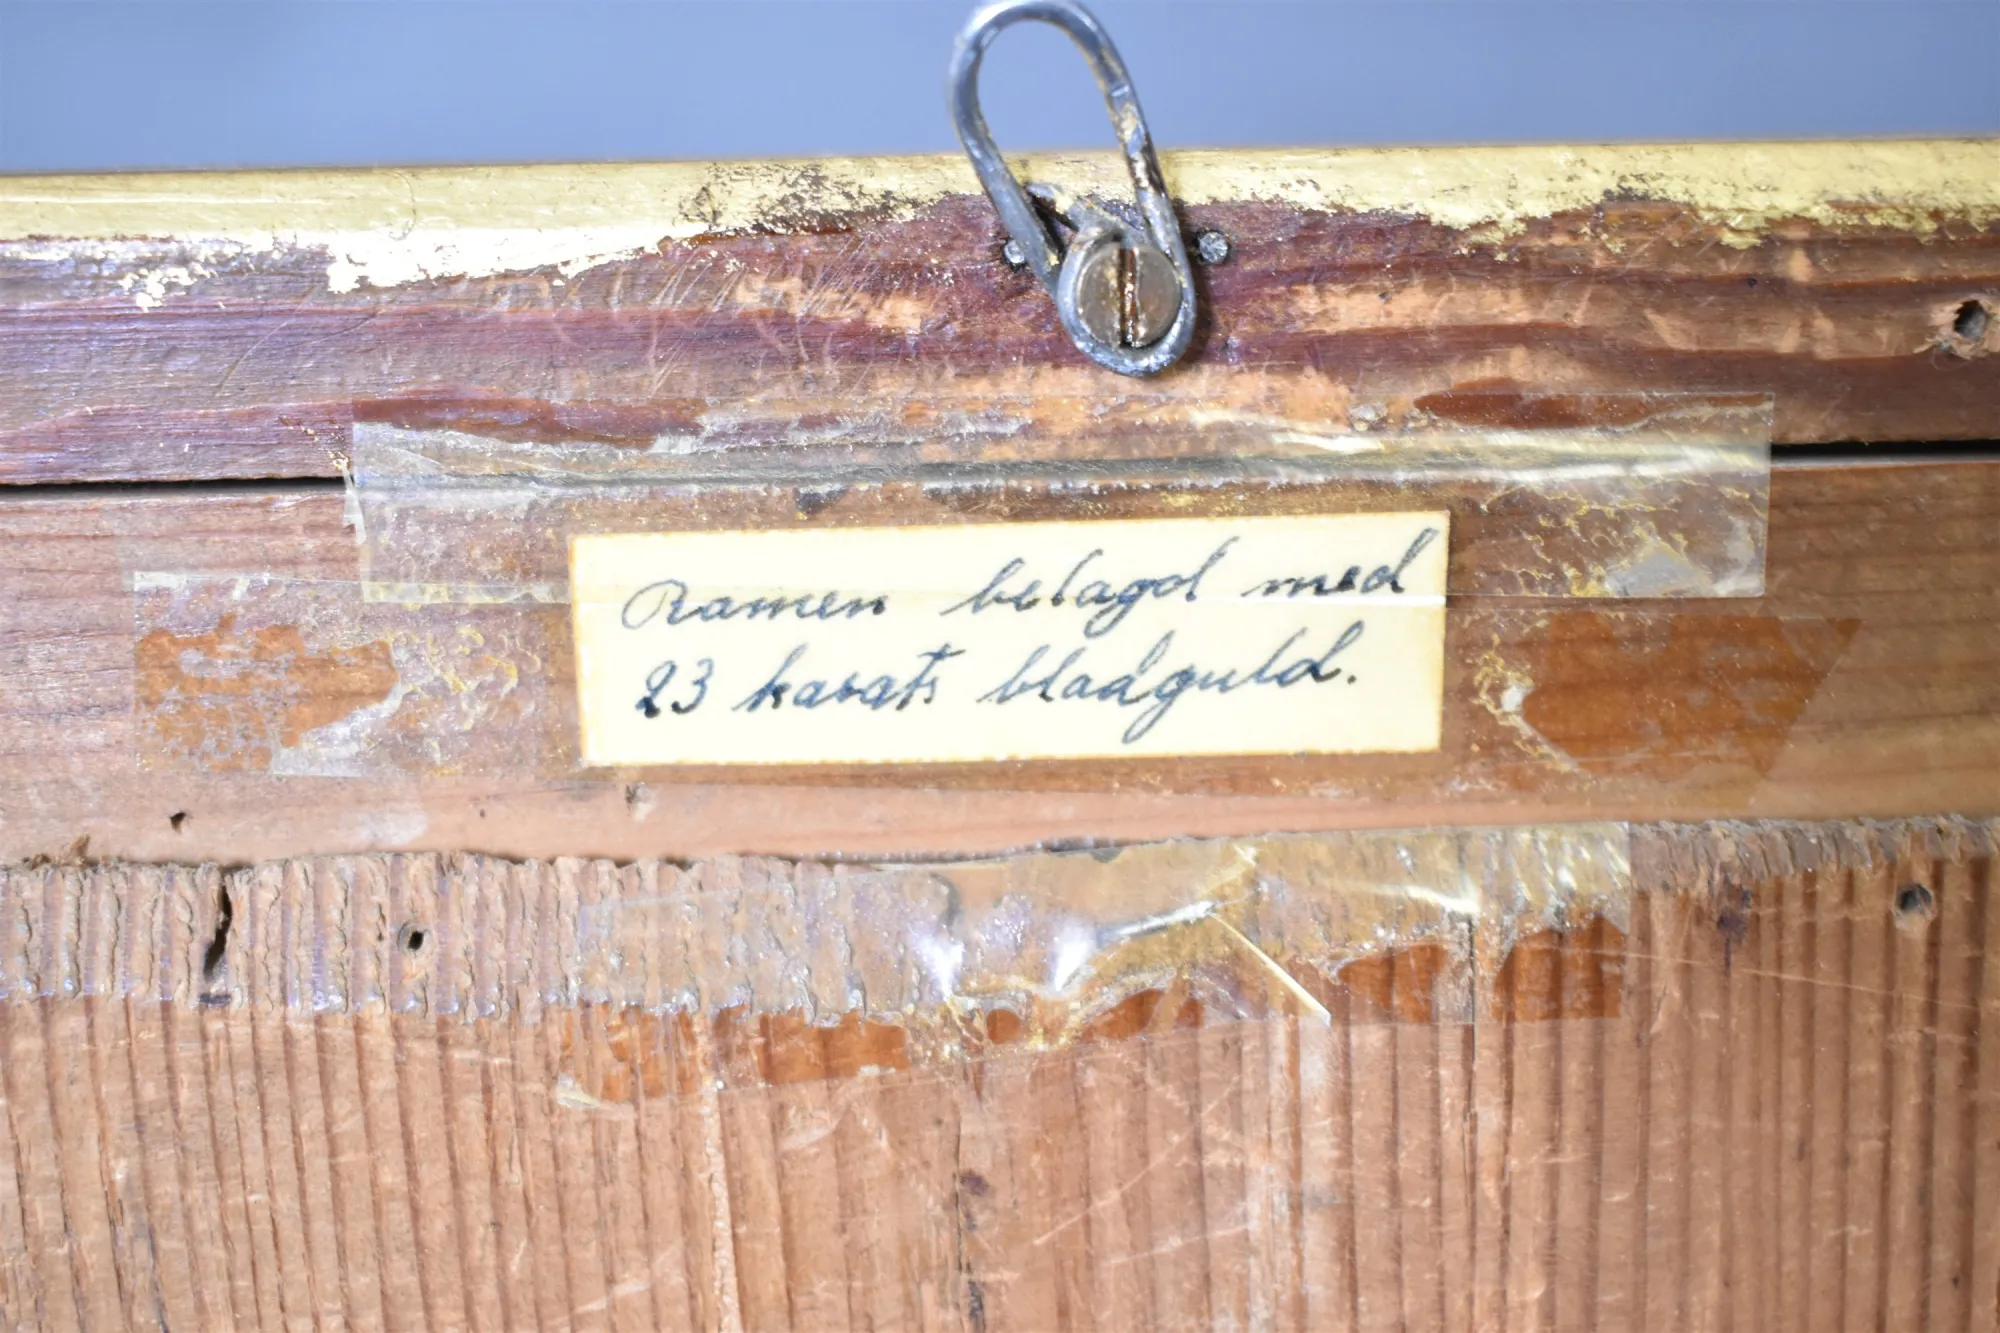 Ramen belagd med
23 karats bladguld.